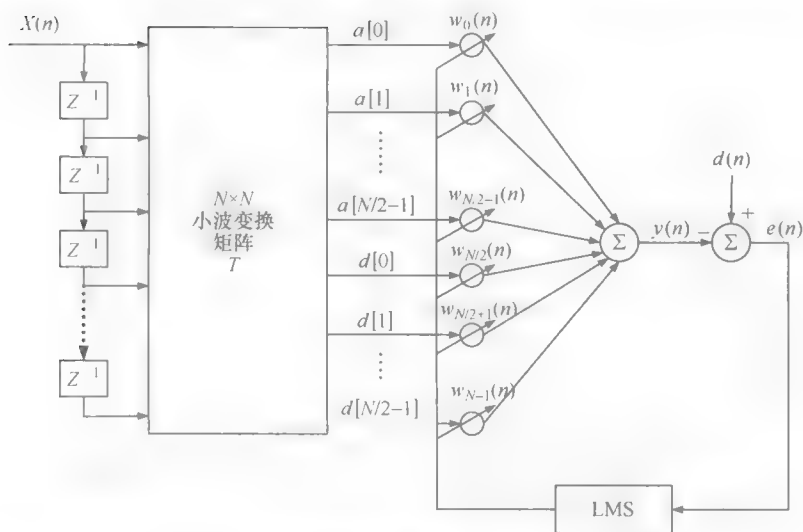 X(n)
Z⁻¹
Z⁻¹
Z⁻¹
Z⁻¹
N×N
小波变换
矩阵
T
a[0]
a[1]
a[N/2−1]
d[0]
d[1]
d[N/2−1]
w₀(n)
w₁(n)
w_{N/2−1}(n)
w_{N/2}(n)
w_{N/2+1}(n)
w_{N−1}(n)
Σ
y(n)
−
d(n)
+
Σ
e(n)
LMS